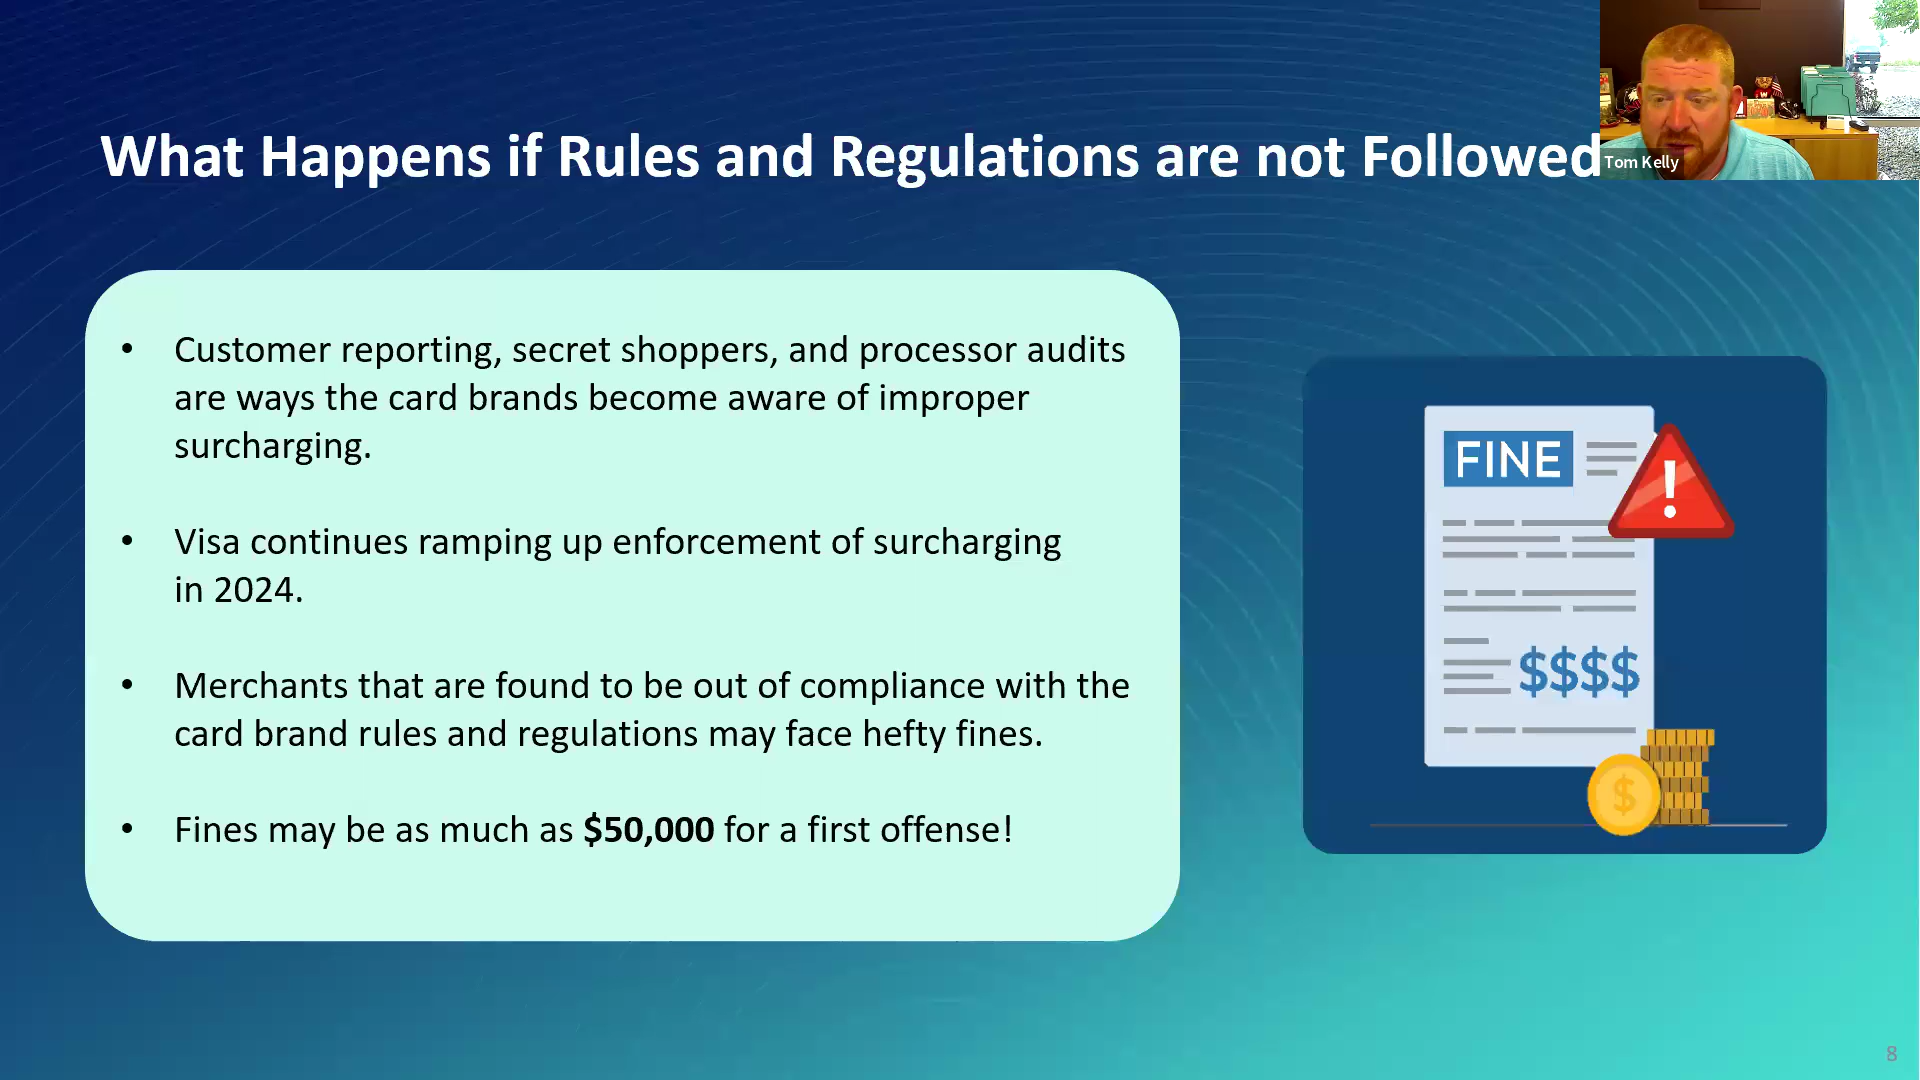 What Happens if Rules and Regulations are not Followed
Tom Kelly
• Customer reporting, secret shoppers, and processor audits
are ways the card brands become aware of improper
surcharging.
• Visa continues ramping up enforcement of surcharging
in 2024.
• Merchants that are found to be out of compliance with the
card brand rules and regulations may face hefty fines.
• Fines may be as much as $50,000 for a first offense!
FINE
!
$$$$
$
8